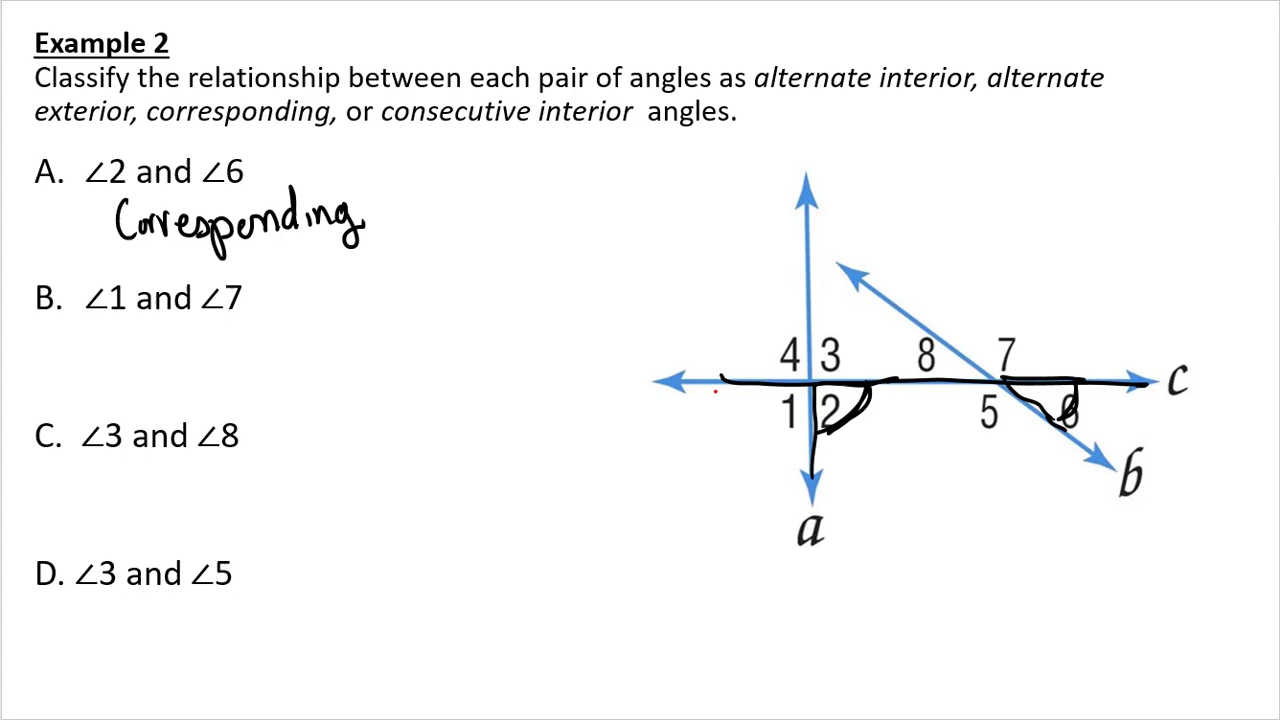 Example 2
Classify the relationship between each pair of angles as alternate interior, alternate
exterior, corresponding, or consecutive interior angles.
A. ∠2 and ∠6
Corresponding
B. ∠1 and ∠7
C. ∠3 and ∠8
D. ∠3 and ∠5
4 3 8 7
c
1 2 5 6
b
a